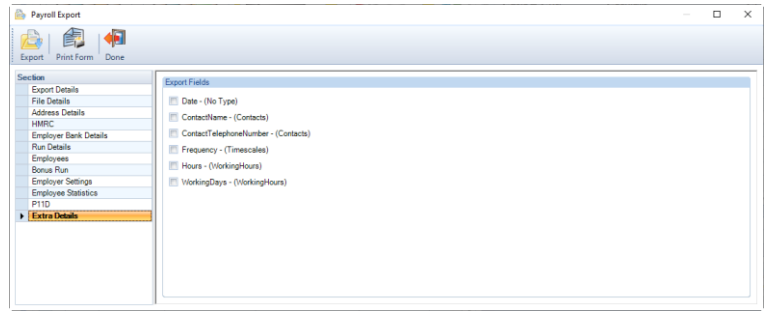 Payroll Export
Export Print Form Done
Section
Export Details
File Details
Address Details
HMRC
Employer Bank Details
Run Details
Employees
Bonus Run
Employer Settings
Employee Statistics
P11D
Extra Details
Export Fields
Date - (No Type)
ContactName - (Contacts)
ContactTelephoneNumber - (Contacts)
Frequency - (Timescales)
Hours - (WorkingHours)
WorkingDays - (WorkingHours)